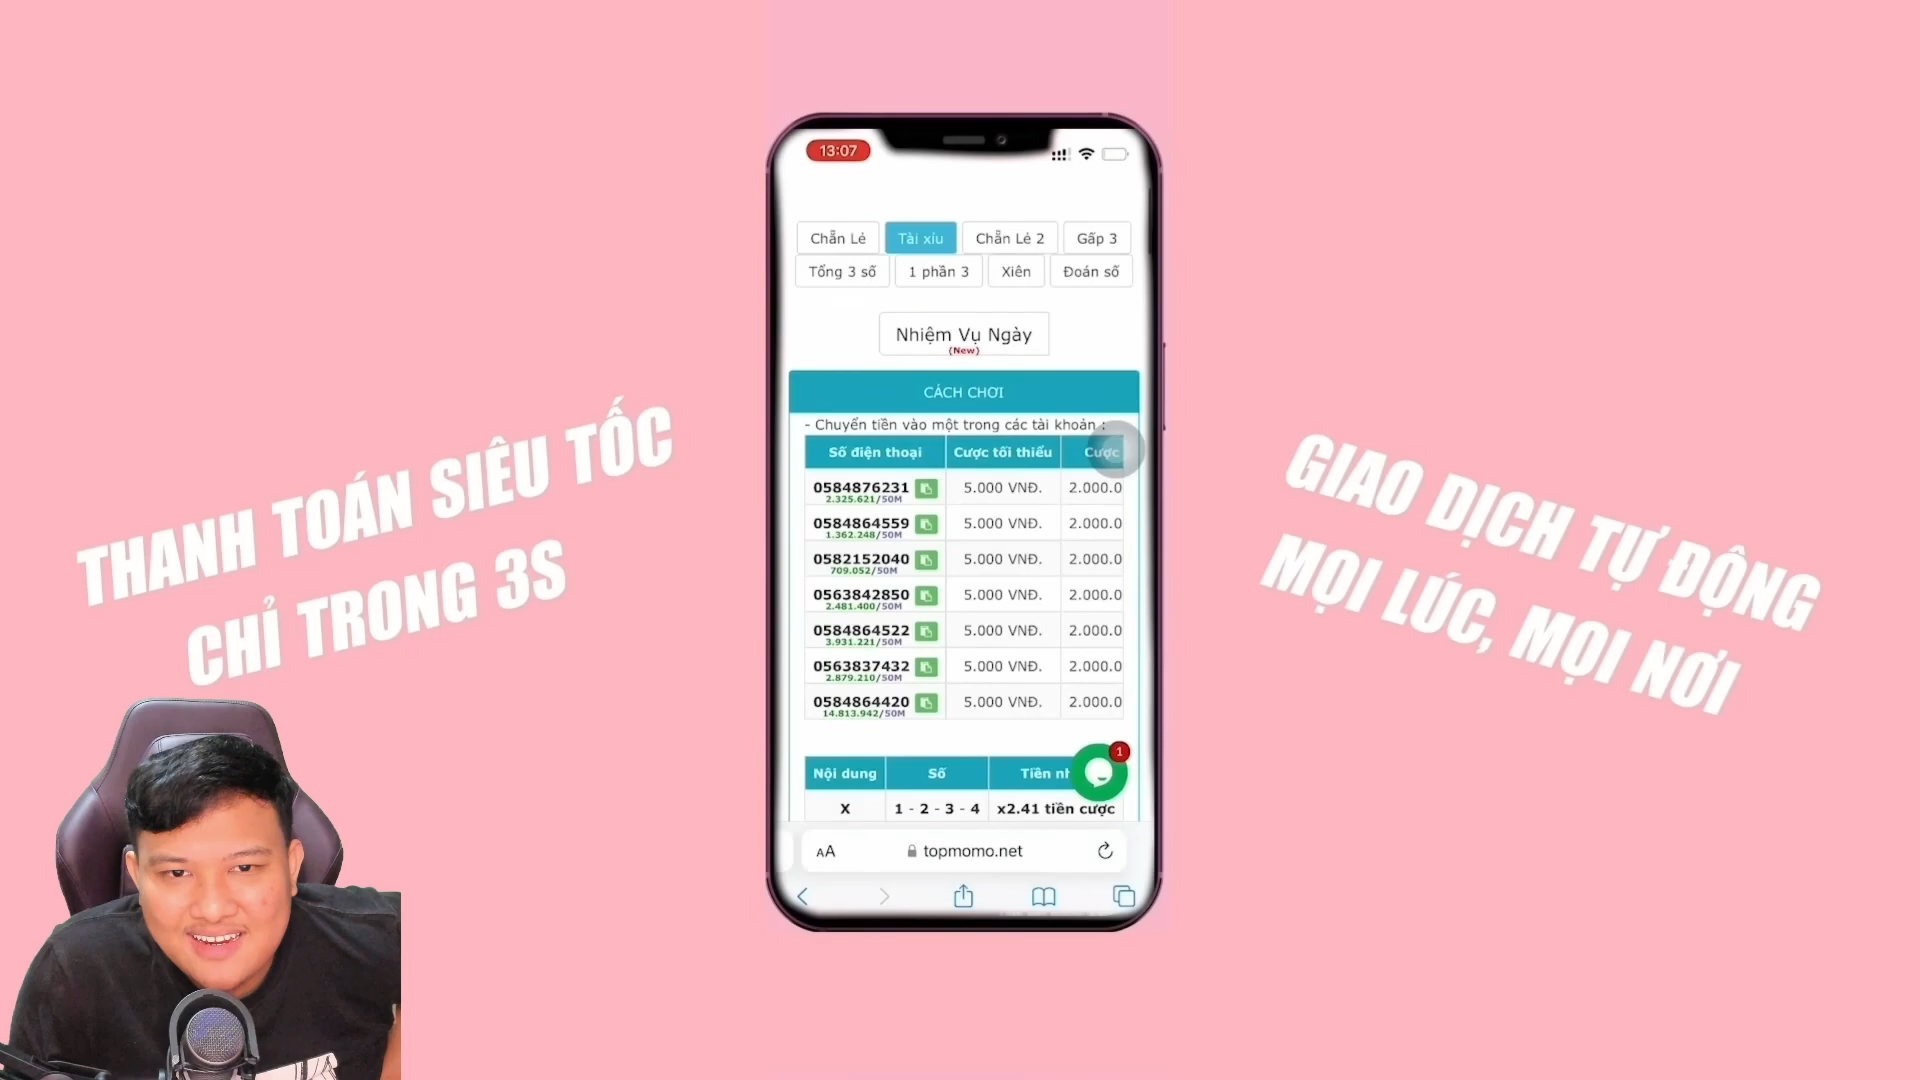 THANH TOÁN SIÊU TỐC
CHỈ TRONG 3S
13:07
Chẵn Lẻ
Tài xỉu
Chẵn Lẻ 2
Gấp 3
Tổng 3 số
1 phần 3
Xiên
Đoán số
Nhiệm Vụ Ngày
(New)
CÁCH CHƠI
- Chuyển tiền vào một trong các tài khoản :
Số điện thoại Cược tối thiểu Cược
0584876231 5.000 VNĐ. 2.000.0
2.325.621/50M
0584864559 5.000 VNĐ. 2.000.0
1.362.248/50M
0582152040 5.000 VNĐ. 2.000.0
709.052/50M
0563842850 5.000 VNĐ. 2.000.0
2.481.400/50M
0584864522 5.000 VNĐ. 2.000.0
3.931.221/50M
0563837432 5.000 VNĐ. 2.000.0
2.879.210/50M
0584864420 5.000 VNĐ. 2.000.0
14.813.942/50M
1
Nội dung Số Tiền nh
X 1 - 2 - 3 - 4 x2.41 tiền cược
AA topmomo.net
GIAO DỊCH TỰ ĐỘNG
MỌI LÚC, MỌI NƠI